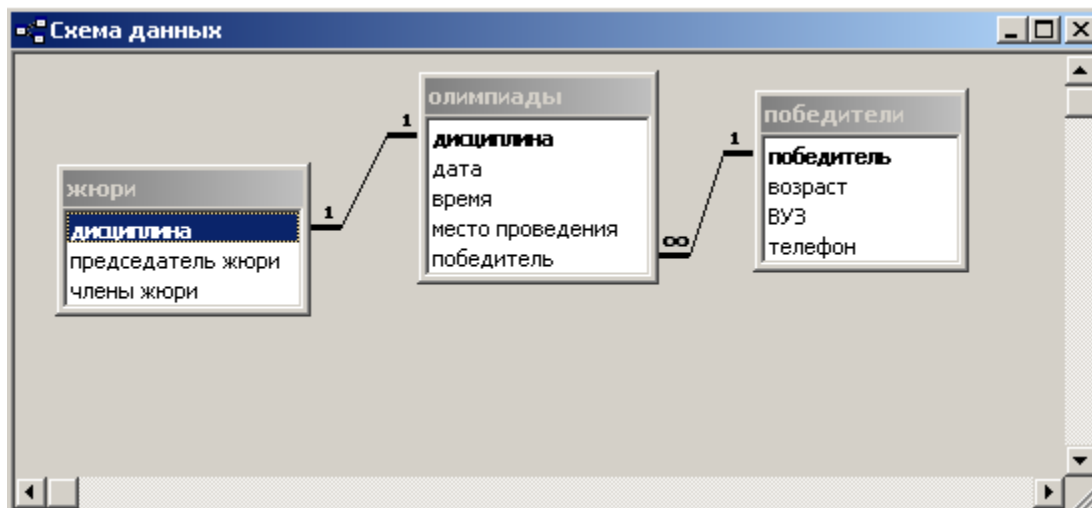 Схема данных
жюри
дисциплина
председатель жюри
члены жюри
1
1
олимпиады
дисциплина
дата
время
место проведения
победитель
∞
1
победители
победитель
возраст
ВУЗ
телефон